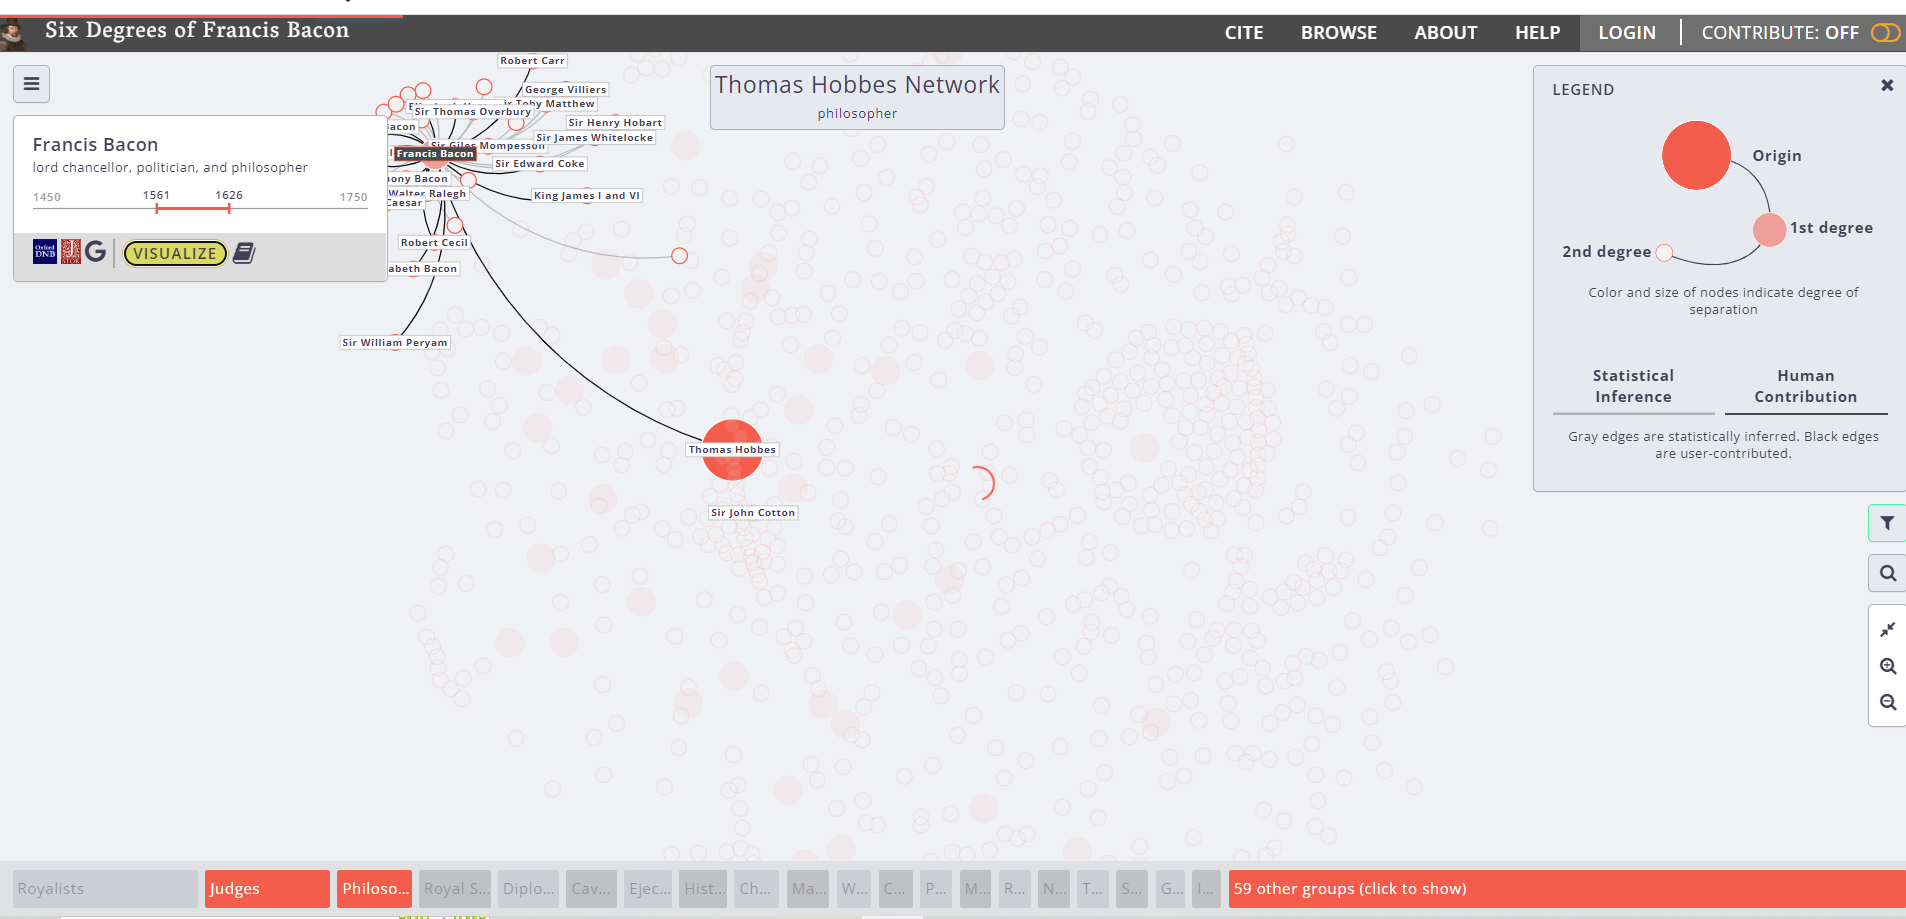 Six Degrees of Francis Bacon
CITE
BROWSE
ABOUT
HELP
LOGIN
CONTRIBUTE: OFF
Thomas Hobbes Network
philosopher
Francis Bacon
lord chancellor, politician, and philosopher
1450
1561
1626
1750
Oxford
DNB
VISUALIZE
Robert Carr
George Villiers
Sir Toby Matthew
Sir Thomas Overbury
Sir Henry Hobart
acon
Sir James Whitelocke
Sir Giles Mompesson
Francis Bacon
Sir Edward Coke
ony Bacon
Walter Ralegh
King James I and VI
Caesar
Robert Cecil
abeth Bacon
Sir William Peryam
Thomas Hobbes
Sir John Cotton
LEGEND
Origin
1st degree
2nd degree
Color and size of nodes indicate degree of
separation
Statistical
Inference
Human
Contribution
Gray edges are statistically inferred. Black edges
are user-contributed.
Royalists
Judges
Philoso...
Royal S...
Diplo...
Cav...
Ejec...
Hist...
Ch...
Ma...
W...
C...
P...
M...
R...
N...
T...
S...
G...
I...
59 other groups (click to show)